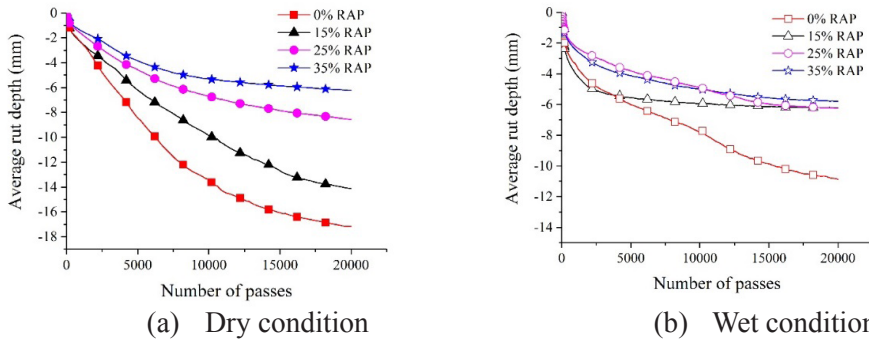 0% RAP
15% RAP
25% RAP
35% RAP
0
-2
-4
-6
-8
-10
-12
-14
-16
-18
Average rut depth (mm)
0
5000
10000
15000
20000
Number of passes
(a) Dry condition
0% RAP
15% RAP
25% RAP
35% RAP
0
-2
-4
-6
-8
-10
-12
-14
Average rut depth (mm)
0
5000
10000
15000
20000
Number of passes
(b) Wet condition